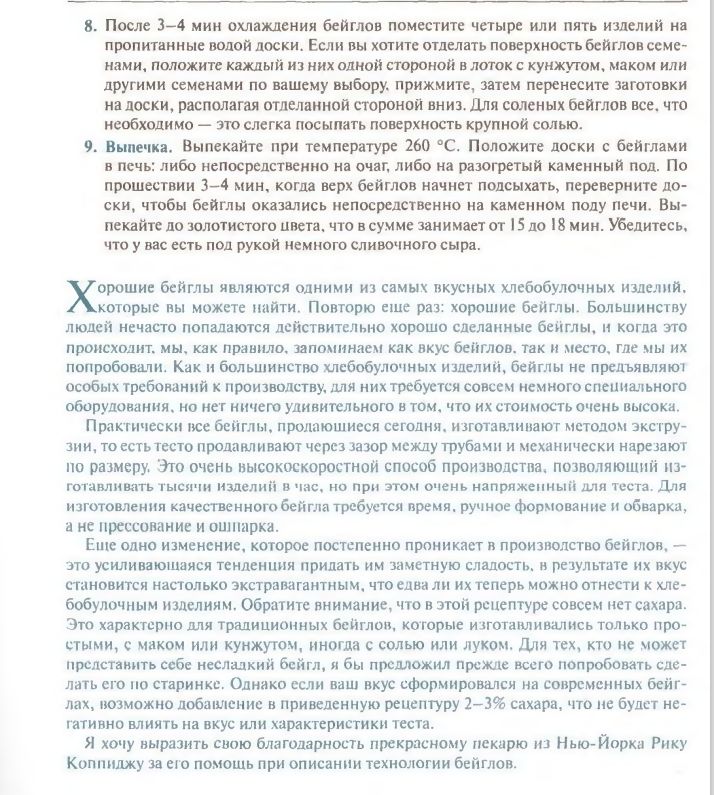 8. После 3–4 мин охлаждения бейглов поместите четыре или пять изделий на
пропитанные водой доски. Если вы хотите отделать поверхность бейглов семе-
нами, положите каждый из них одной стороной в лоток с кунжутом, маком или
другими семенами по вашему выбору, прижмите, затем перенесите заготовки
на доски, располагая отделанной стороной вниз. Для соленых бейглов все, что
необходимо — это слегка посыпать поверхность крупной солью.
9. Выпечка. Выпекайте при температуре 260 °С. Положите доски с бейглами
в печь: либо непосредственно на очаг, либо на разогретый каменный под. По
прошествии 3–4 мин, когда верх бейглов начнет подсыхать, переверните до-
ски, чтобы бейглы оказались непосредственно на каменном поду печи. Вы-
пекайте до золотистого цвета, что в сумме занимает от 15 до 18 мин. Убедитесь,
что у вас есть под рукой немного сливочного сыра.
Хорошие бейглы являются одними из самых вкусных хлебобулочных изделий,
которые вы можете найти. Повторю еще раз: хорошие бейглы. Большинству
людей нечасто попадаются действительно хорошо сделанные бейглы, и когда это
происходит, мы, как правило, запоминаем как вкус бейглов, так и место, где мы их
попробовали. Как и большинство хлебобулочных изделий, бейглы не предъявляют
особых требований к производству, для них требуется совсем немного специального
оборудования, но нет ничего удивительного в том, что их стоимость очень высока.
Практически все бейглы, продающиеся сегодня, изготавливают методом экстру-
зии, то есть тесто продавливают через зазор между трубами и механически нарезают
по размеру. Это очень высокоскоростной способ производства, позволяющий из-
готавливать тысячи изделий в час, но при этом очень напряженный для теста. Для
изготовления качественного бейгла требуется время, ручное формование и обварка,
а не прессование и ошпарка.
Еще одно изменение, которое постепенно проникает в производство бейглов, —
это усиливающаяся тенденция придать им заметную сладость, в результате их вкус
становится настолько экстравагантным, что едва ли их теперь можно отнести к хле-
бобулочным изделиям. Обратите внимание, что в этой рецептуре совсем нет сахара.
Это характерно для традиционных бейглов, которые изготавливались только про-
стыми, с маком или кунжутом, иногда с солью или луком. Для тех, кто не может
представить себе несладкий бейгл, я бы предложил прежде всего попробовать сде-
лать его по старинке. Однако если ваш вкус сформировался на современных бейг-
лах, возможно добавление в приведенную рецептуру 2–3% сахара, что не будет не-
гативно влиять на вкус или характеристики теста.
Я хочу выразить свою благодарность прекрасному пекарю из Нью-Йорка Рику
Коппиджу за его помощь при описании технологии бейглов.